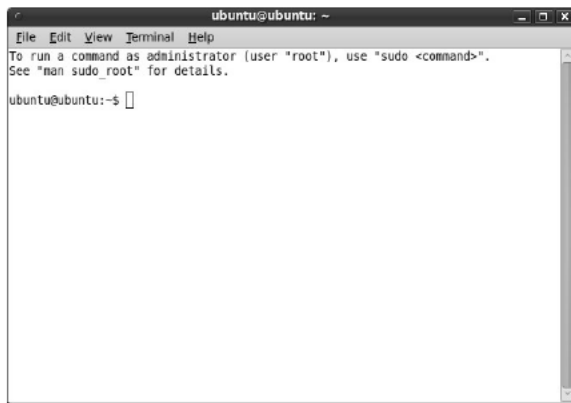 ubuntu@ubuntu: ~
File Edit View Terminal Help
To run a command as administrator (user "root"), use "sudo <command>".
See "man sudo_root" for details.
ubuntu@ubuntu:~$